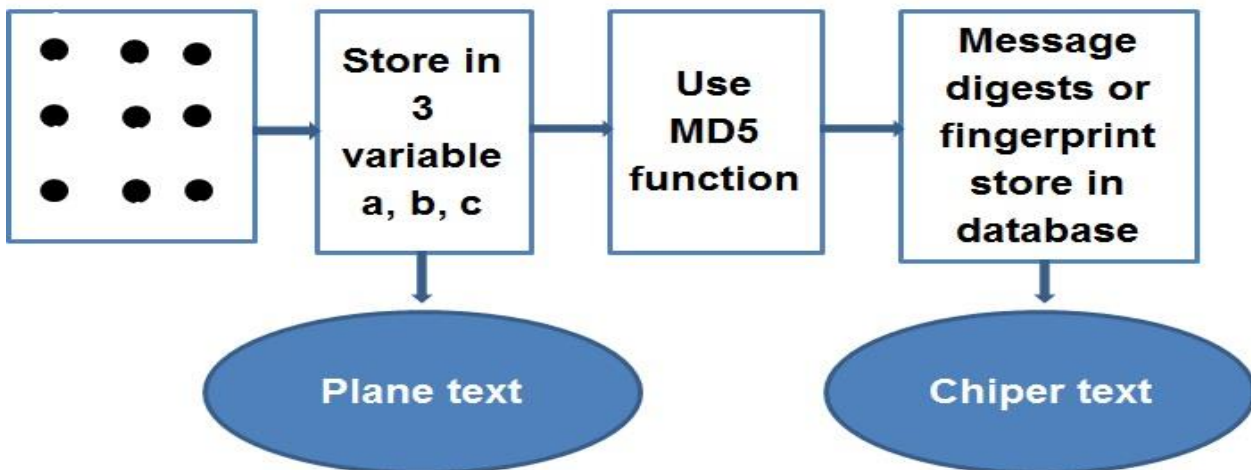 Store in
3
variable
a, b, c
Use
MD5
function
Message
digests or
fingerprint
store in
database
Plane text
Chiper text